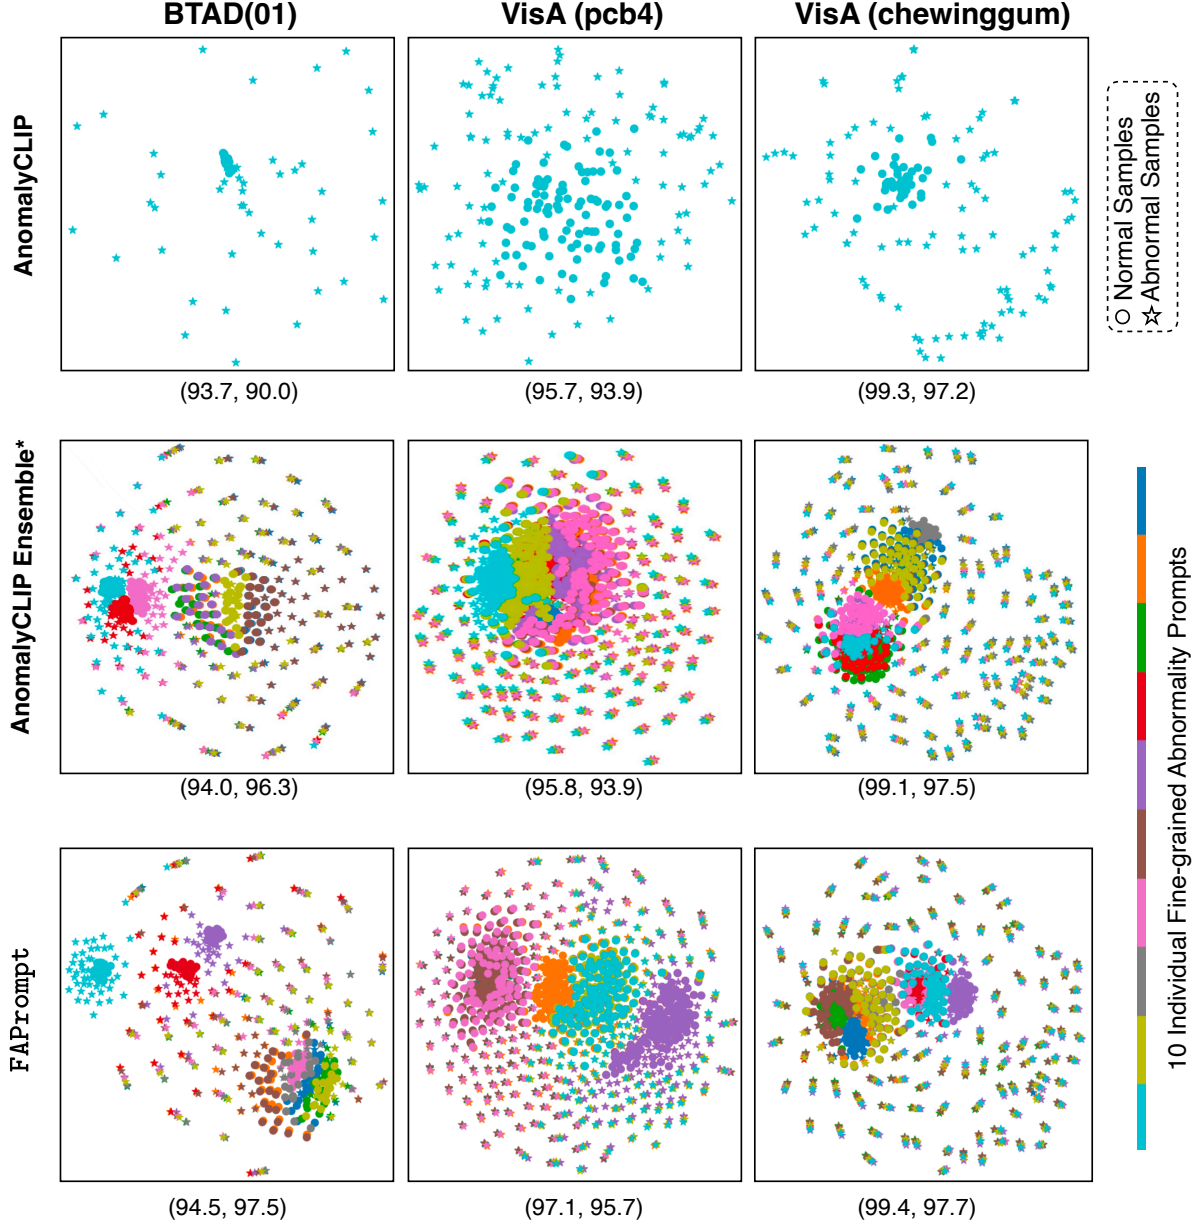 BTAD(01)
VisA (pcb4)
VisA (chewinggum)
AnomalyCLIP
(93.7, 90.0)
(95.7, 93.9)
(99.3, 97.2)
Normal Samples
Abnormal Samples
AnomalyCLIP Ensemble*
(94.0, 96.3)
(95.8, 93.9)
(99.1, 97.5)
FAPrompt
(94.5, 97.5)
(97.1, 95.7)
(99.4, 97.7)
10 Individual Fine-grained Abnormality Prompts